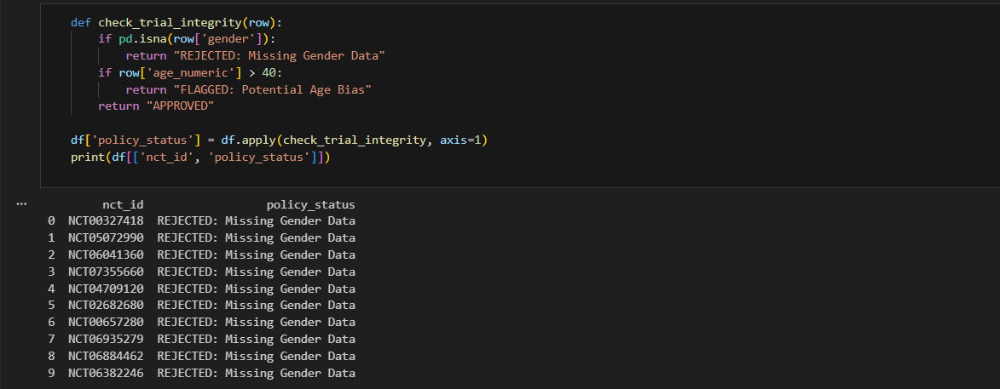 def check_trial_integrity(row):
    if pd.isna(row['gender']):
        return "REJECTED: Missing Gender Data"
    if row['age_numeric'] > 40:
        return "FLAGGED: Potential Age Bias"
    return "APPROVED"

df['policy_status'] = df.apply(check_trial_integrity, axis=1)
print(df[['nct_id', 'policy_status']])
...
        nct_id                  policy_status
0  NCT00327418  REJECTED: Missing Gender Data
1  NCT05072990  REJECTED: Missing Gender Data
2  NCT06041360  REJECTED: Missing Gender Data
3  NCT07355660  REJECTED: Missing Gender Data
4  NCT04709120  REJECTED: Missing Gender Data
5  NCT02682680  REJECTED: Missing Gender Data
6  NCT00657280  REJECTED: Missing Gender Data
7  NCT06935279  REJECTED: Missing Gender Data
8  NCT06884462  REJECTED: Missing Gender Data
9  NCT06382246  REJECTED: Missing Gender Data